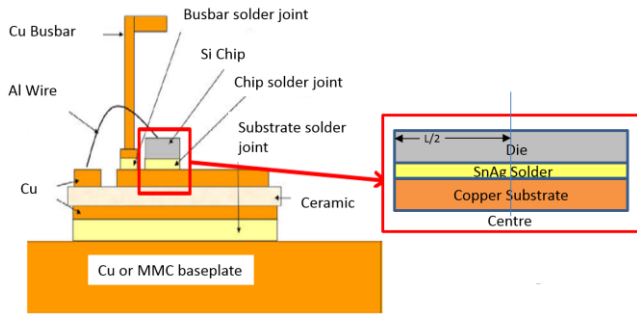 Busbar solder joint
Cu Busbar
Si Chip
Chip solder joint
Al Wire
Substrate solder
joint
L/2
Die
SnAg Solder
Cu
Copper Substrate
Ceramic
Centre
Cu
Cu or MMC baseplate